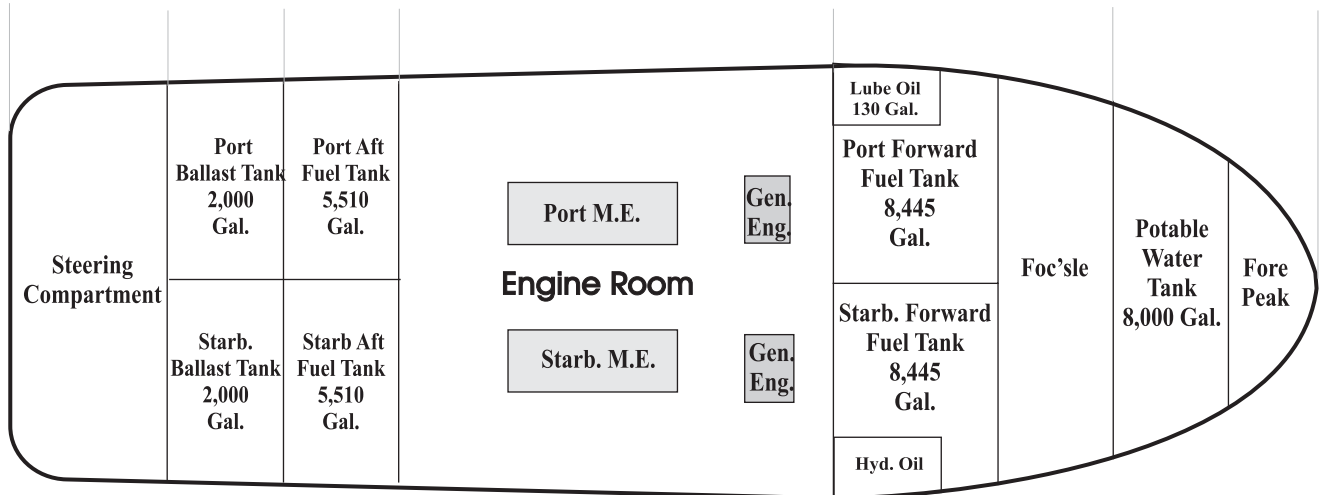 Steering
Compartment
Port
Ballast Tank
2,000
Gal.
Starb.
Ballast Tank
2,000
Gal.
Port Aft
Fuel Tank
5,510
Gal.
Starb Aft
Fuel Tank
5,510
Gal.
Port M.E.
Engine Room
Starb. M.E.
Gen.
Eng.
Gen.
Eng.
Lube Oil
130 Gal.
Port Forward
Fuel Tank
8,445
Gal.
Starb. Forward
Fuel Tank
8,445
Gal.
Hyd. Oil
Foc’sle
Potable
Water
Tank
8,000 Gal.
Fore
Peak